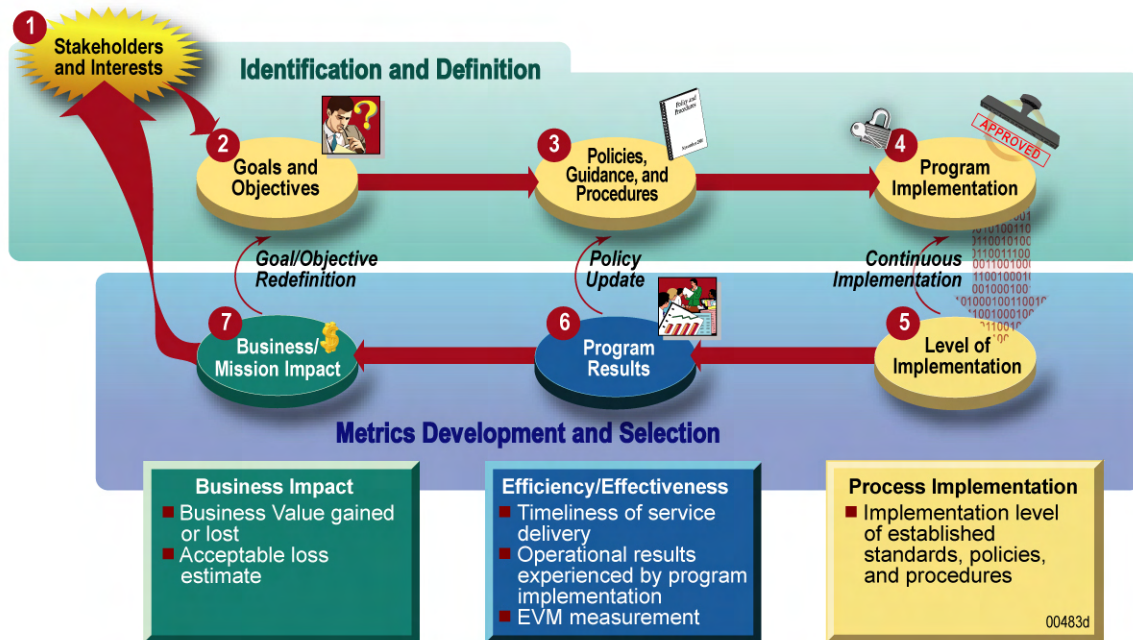 1
Stakeholders
and Interests
Identification and Definition
2
Goals and
Objectives
3
Policies,
Guidance, and
Procedures
Policy and
Procedures
4
Program
Implementation
APPROVED
Goal/Objective
Redefinition
Policy
Update
Continuous
Implementation
7
Business/
Mission Impact
6
Program
Results
5
Level of
Implementation
Metrics Development and Selection
Business Impact
■ Business Value gained
or lost
■ Acceptable loss
estimate
Efficiency/Effectiveness
■ Timeliness of service
delivery
■ Operational results
experienced by program
implementation
■ EVM measurement
Process Implementation
■ Implementation level
of established
standards, policies,
and procedures
00483d